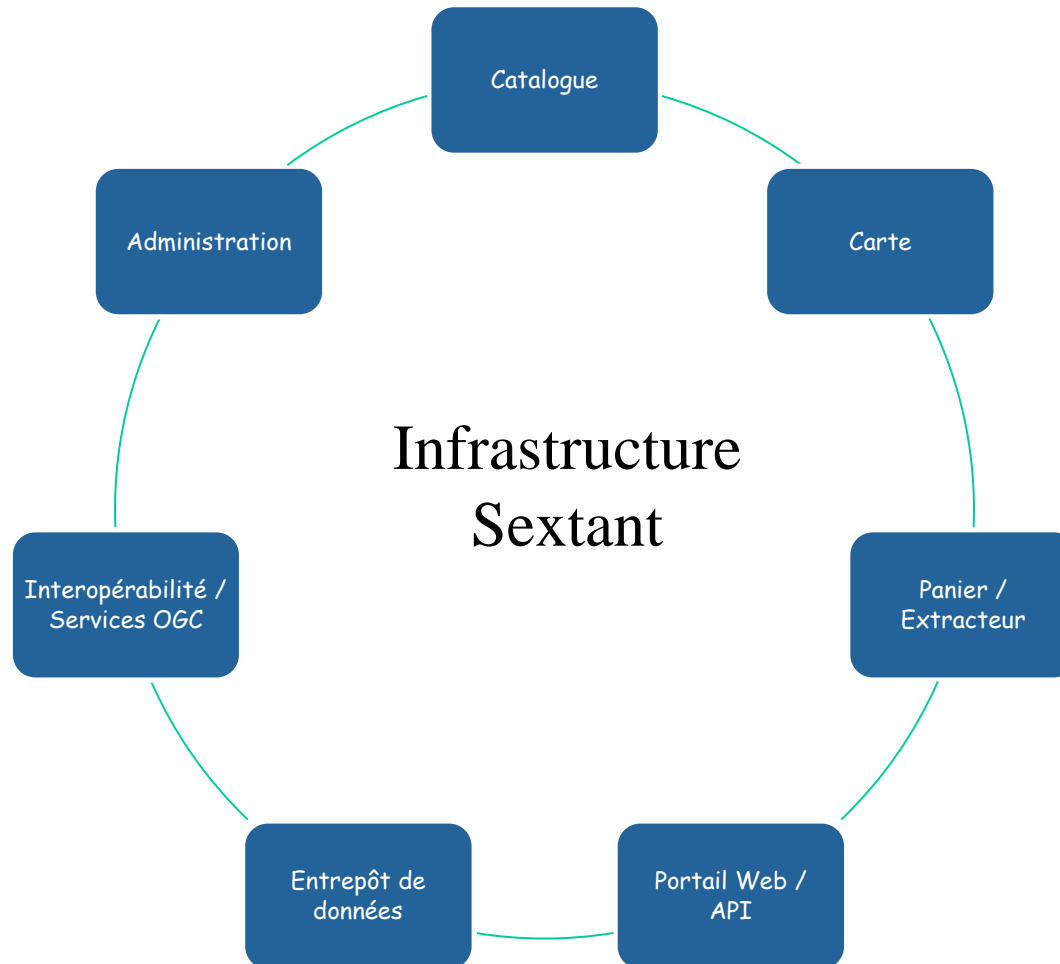 Catalogue
Administration
Carte
Infrastructure
Sextant
Interopérabilité /
Services OGC
Panier /
Extracteur
Entrepôt de
données
Portail Web /
API